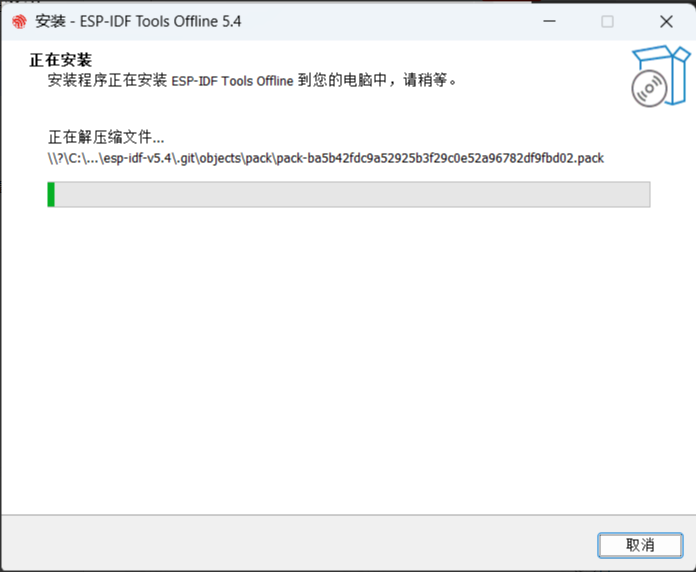 安装 - ESP-IDF Tools Offline 5.4
正在安装
安装程序正在安装 ESP-IDF Tools Offline 到您的电脑中，请稍等。
正在解压缩文件...
\\?\C:\...\esp-idf-v5.4\.git\objects\pack\pack-ba5b42fdc9a52925b3f29c0e52a96782df9fbd02.pack
取消